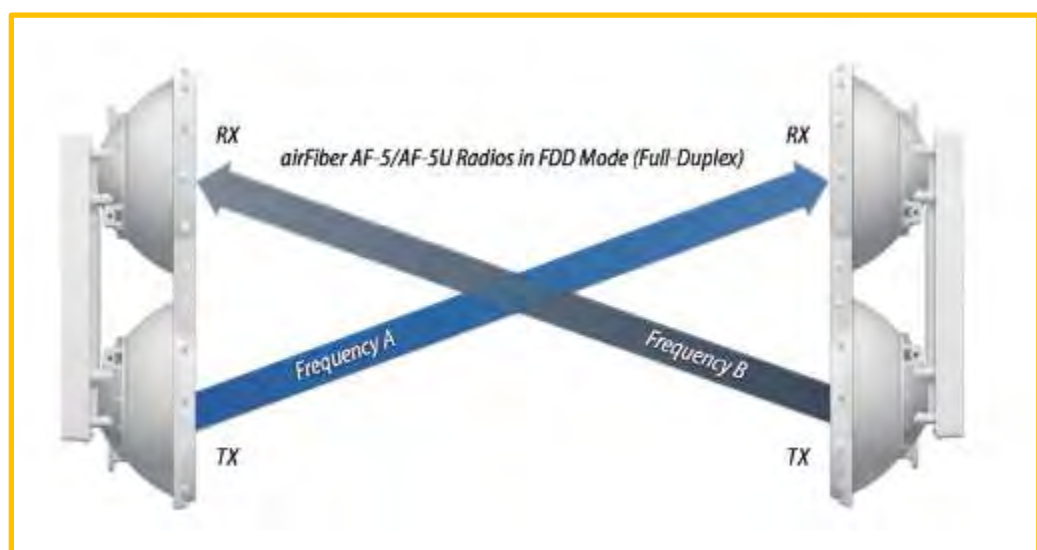 RX
RX
airFiber AF-5/AF-5U Radios in FDD Mode (Full-Duplex)
Frequency A
Frequency B
TX
TX